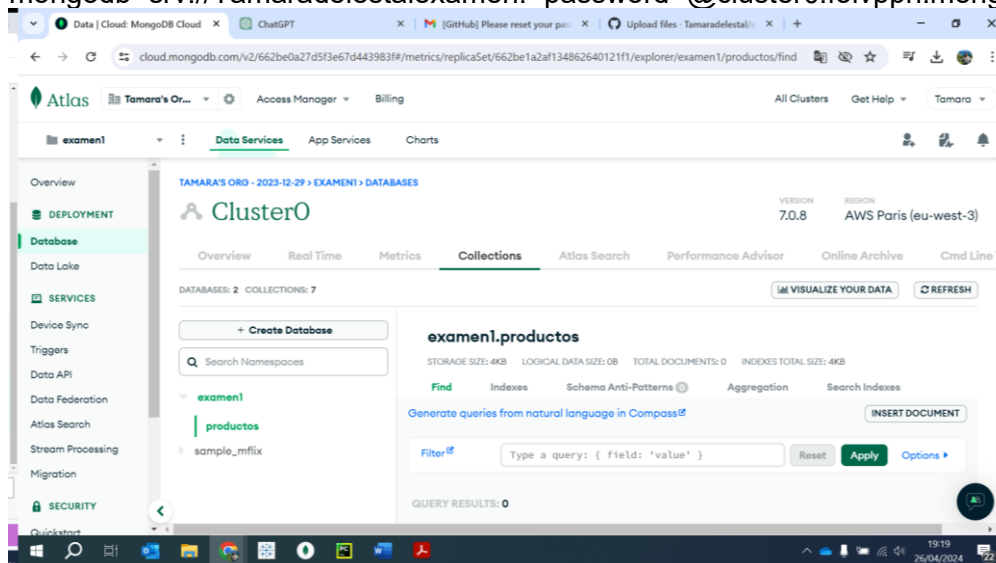 mongodb+srv://Tamaradelestalexamen:
Data | Cloud: MongoDB Cloud
ChatGPT
[GitHub] Please reset your pas
Upload files · Tamaradelestal/e
cloud.mongodb.com/v2/662be0a27d5f3e67d443983f#/metrics/replicaSet/662be1a2af134862640121f1/explorer/examen1/productos/find
Atlas Tamara's Or... Access Manager Billing All Clusters Get Help Tamara
examen1 Data Services App Services Charts
Overview
DEPLOYMENT
Database
Data Lake
SERVICES
Device Sync
Triggers
Data API
Data Federation
Atlas Search
Stream Processing
Migration
SECURITY
Quickstart
TAMARA'S ORG - 2023-12-29 > EXAMEN1 > DATABASES
Cluster0
VERSION REGION
7.0.8 AWS Paris (eu-west-3)
Overview Real Time Metrics Collections Atlas Search Performance Advisor Online Archive Cmd Line
DATABASES: 2 COLLECTIONS: 7
VISUALIZE YOUR DATA REFRESH
+ Create Database
Search Namespaces
examen1
productos
sample_mflix
examen1.productos
STORAGE SIZE: 4KB LOGICAL DATA SIZE: 0B TOTAL DOCUMENTS: 0 INDEXES TOTAL SIZE: 4KB
Find Indexes Schema Anti-Patterns 0 Aggregation Search Indexes
Generate queries from natural language in Compass
INSERT DOCUMENT
Filter Type a query: { field: 'value' } Reset Apply Options
QUERY RESULTS: 0
19:19
26/04/2024
22